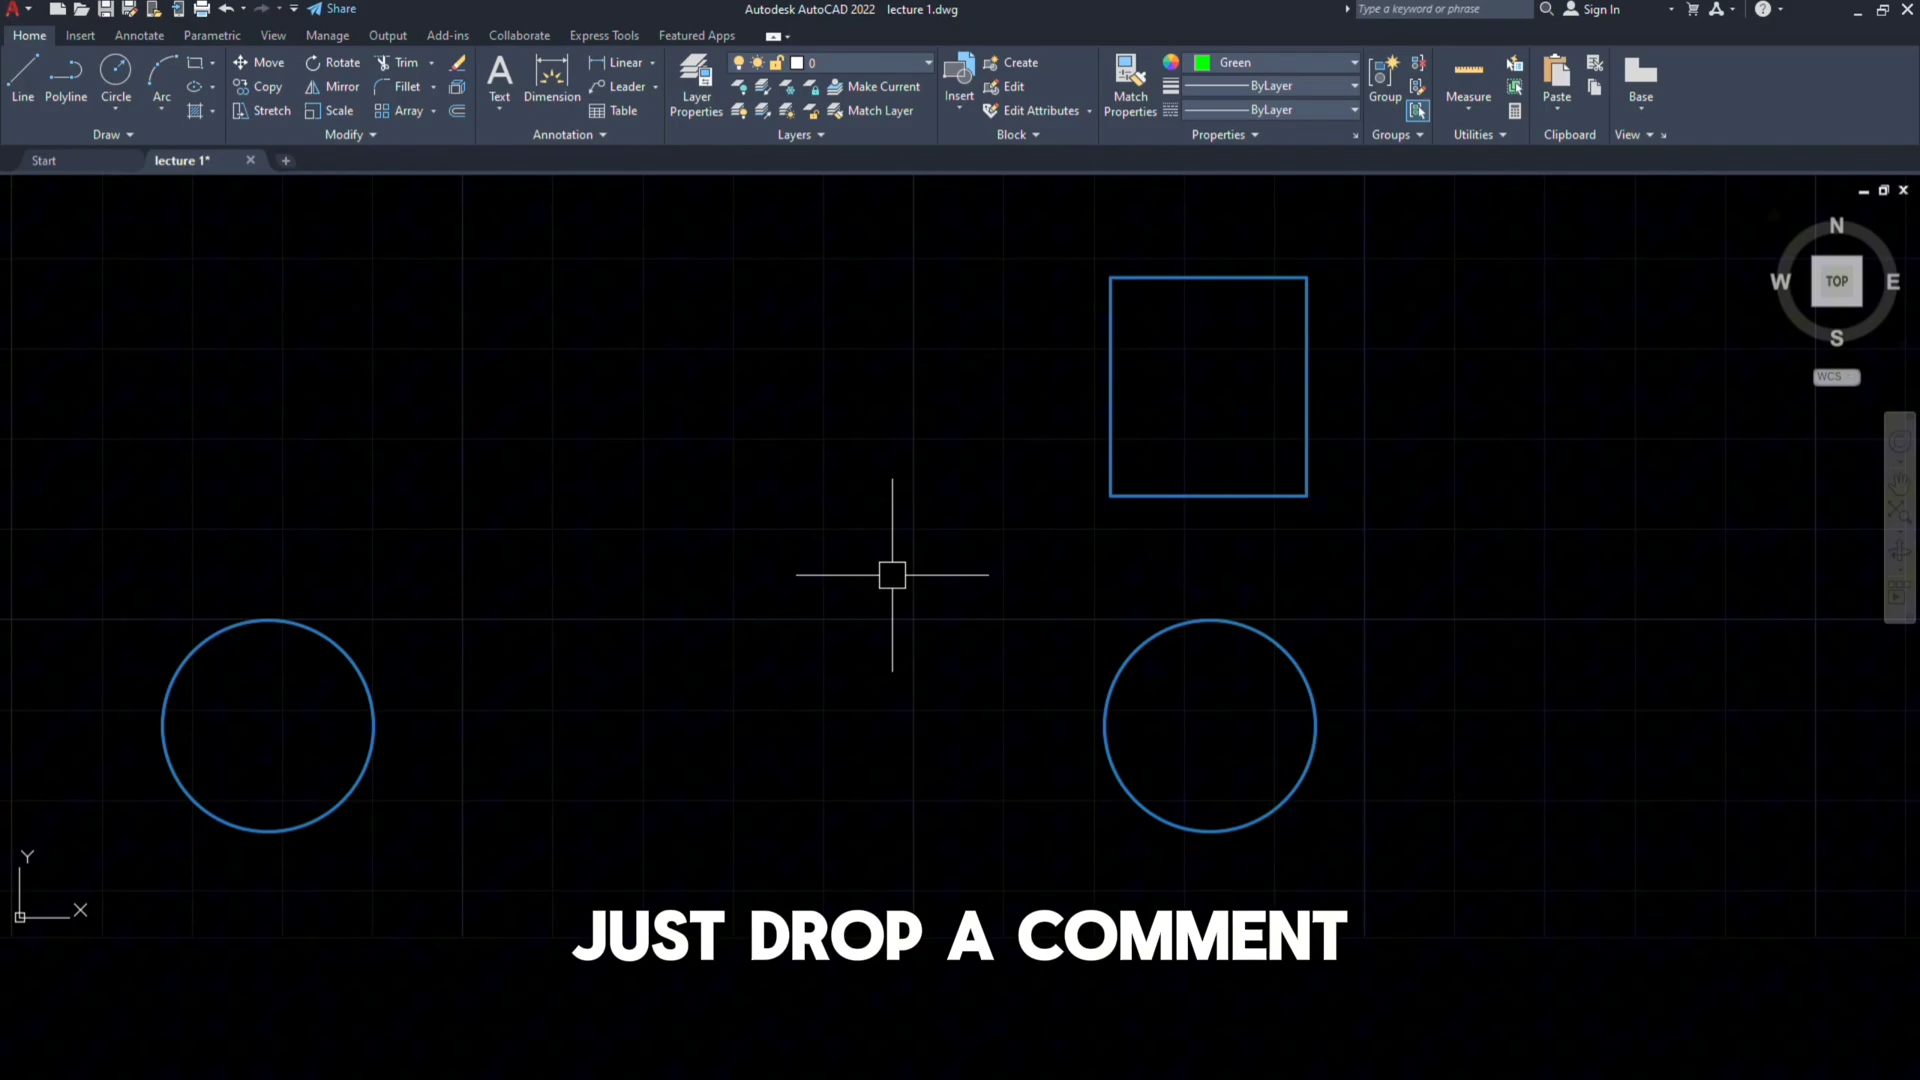 Share
Autodesk AutoCAD 2022 lecture 1.dwg
Type a keyword or phrase
Sign In
Home Insert Annotate Parametric View Manage Output Add-ins Collaborate Express Tools Featured Apps
Line Polyline Circle Arc
Draw
Move Rotate Trim
Copy Mirror Fillet
Stretch Scale Array
Modify
Text Dimension
Linear
Leader
Table
Annotation
Layer Properties
0
Make Current
Match Layer
Layers
Insert
Create
Edit
Edit Attributes
Block
Match Properties
Green
ByLayer
ByLayer
Properties
Group
Groups
Measure
Utilities
Paste
Clipboard
Base
View
Start lecture 1*
N
W TOP E
S
WCS
Y
X
JUST DROP A COMMENT